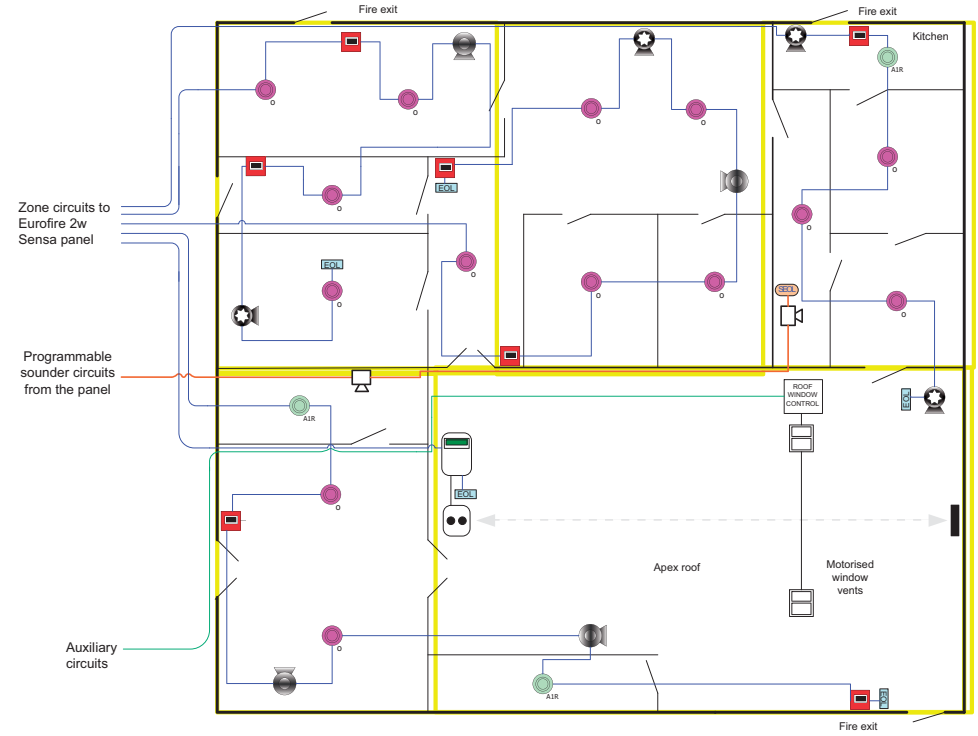 Fire exit
Fire exit
Kitchen
A1R
O
O
O
O
O
EOL
O
O
Zone circuits to
Eurofire 2w
Sensa panel
O
O
EOL
O
O
O
SEOL
O
Programmable
sounder circuits
from the panel
ROOF
WINDOW
CONTROL
EOL
A1R
EOL
O
Apex roof
Motorised
window
vents
O
Auxiliary
circuits
A1R
EOL
Fire exit